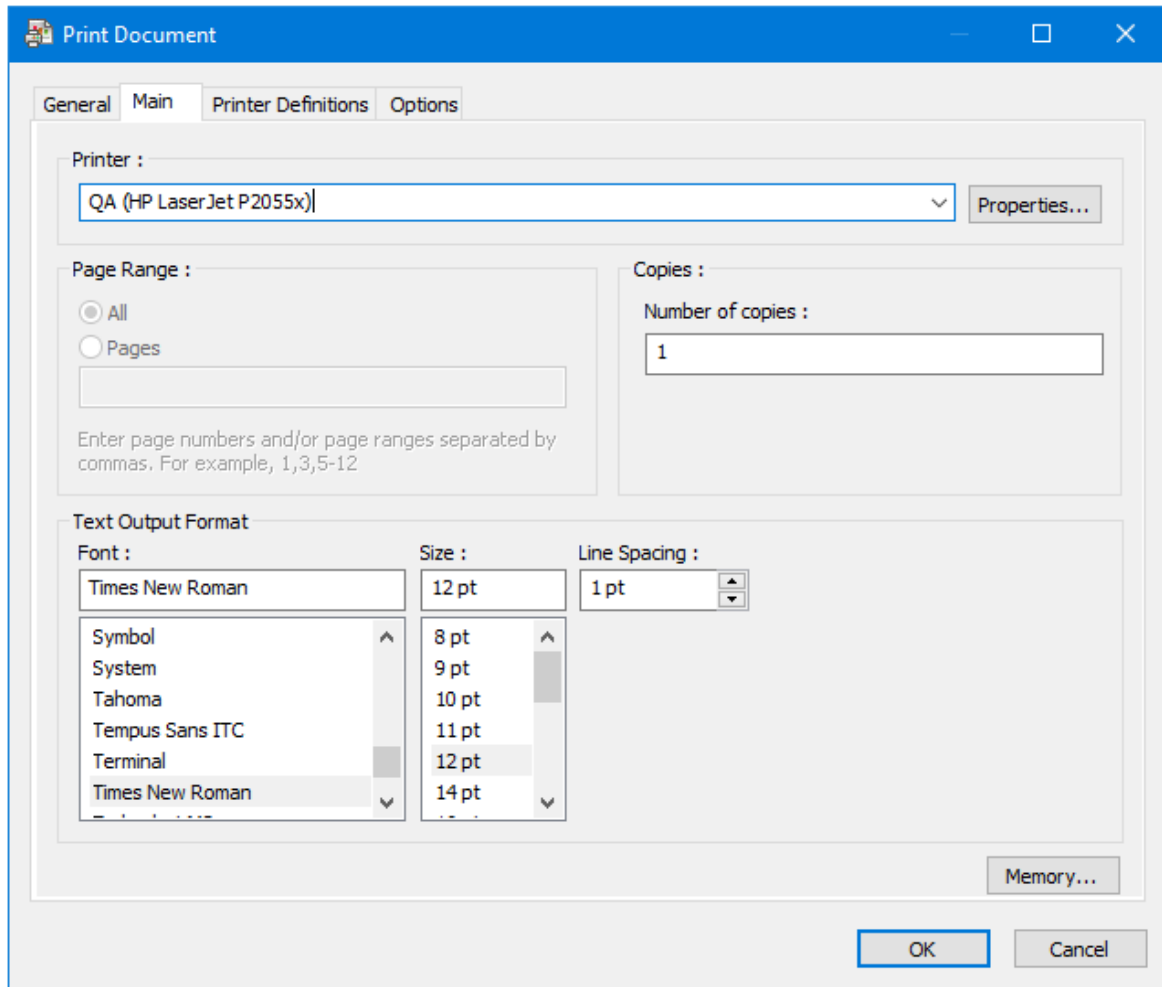 Print Document
General Main Printer Definitions Options
Printer :
QA (HP LaserJet P2055x)
Properties...
Page Range :
All
Pages
Enter page numbers and/or page ranges separated by
commas. For example, 1,3,5-12
Copies :
Number of copies :
1
Text Output Format
Font :
Times New Roman
Symbol
System
Tahoma
Tempus Sans ITC
Terminal
Times New Roman
Size :
12 pt
8 pt
9 pt
10 pt
11 pt
12 pt
14 pt
Line Spacing :
1 pt
Memory...
OK Cancel